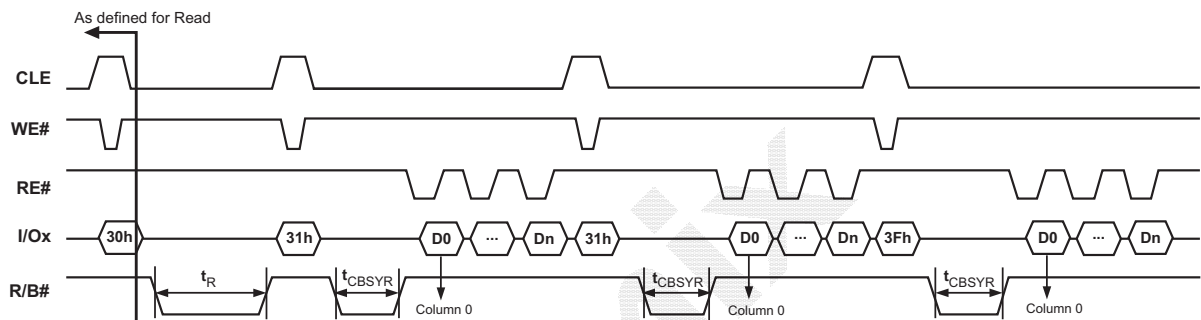 As defined for Read
CLE
WE#
RE#
I/Ox 30h 31h D0 ... Dn 31h D0 ... Dn 3Fh D0 ... Dn
R/B# tR tCBSYR tCBSYR tCBSYR
Column 0 Column 0 Column 0